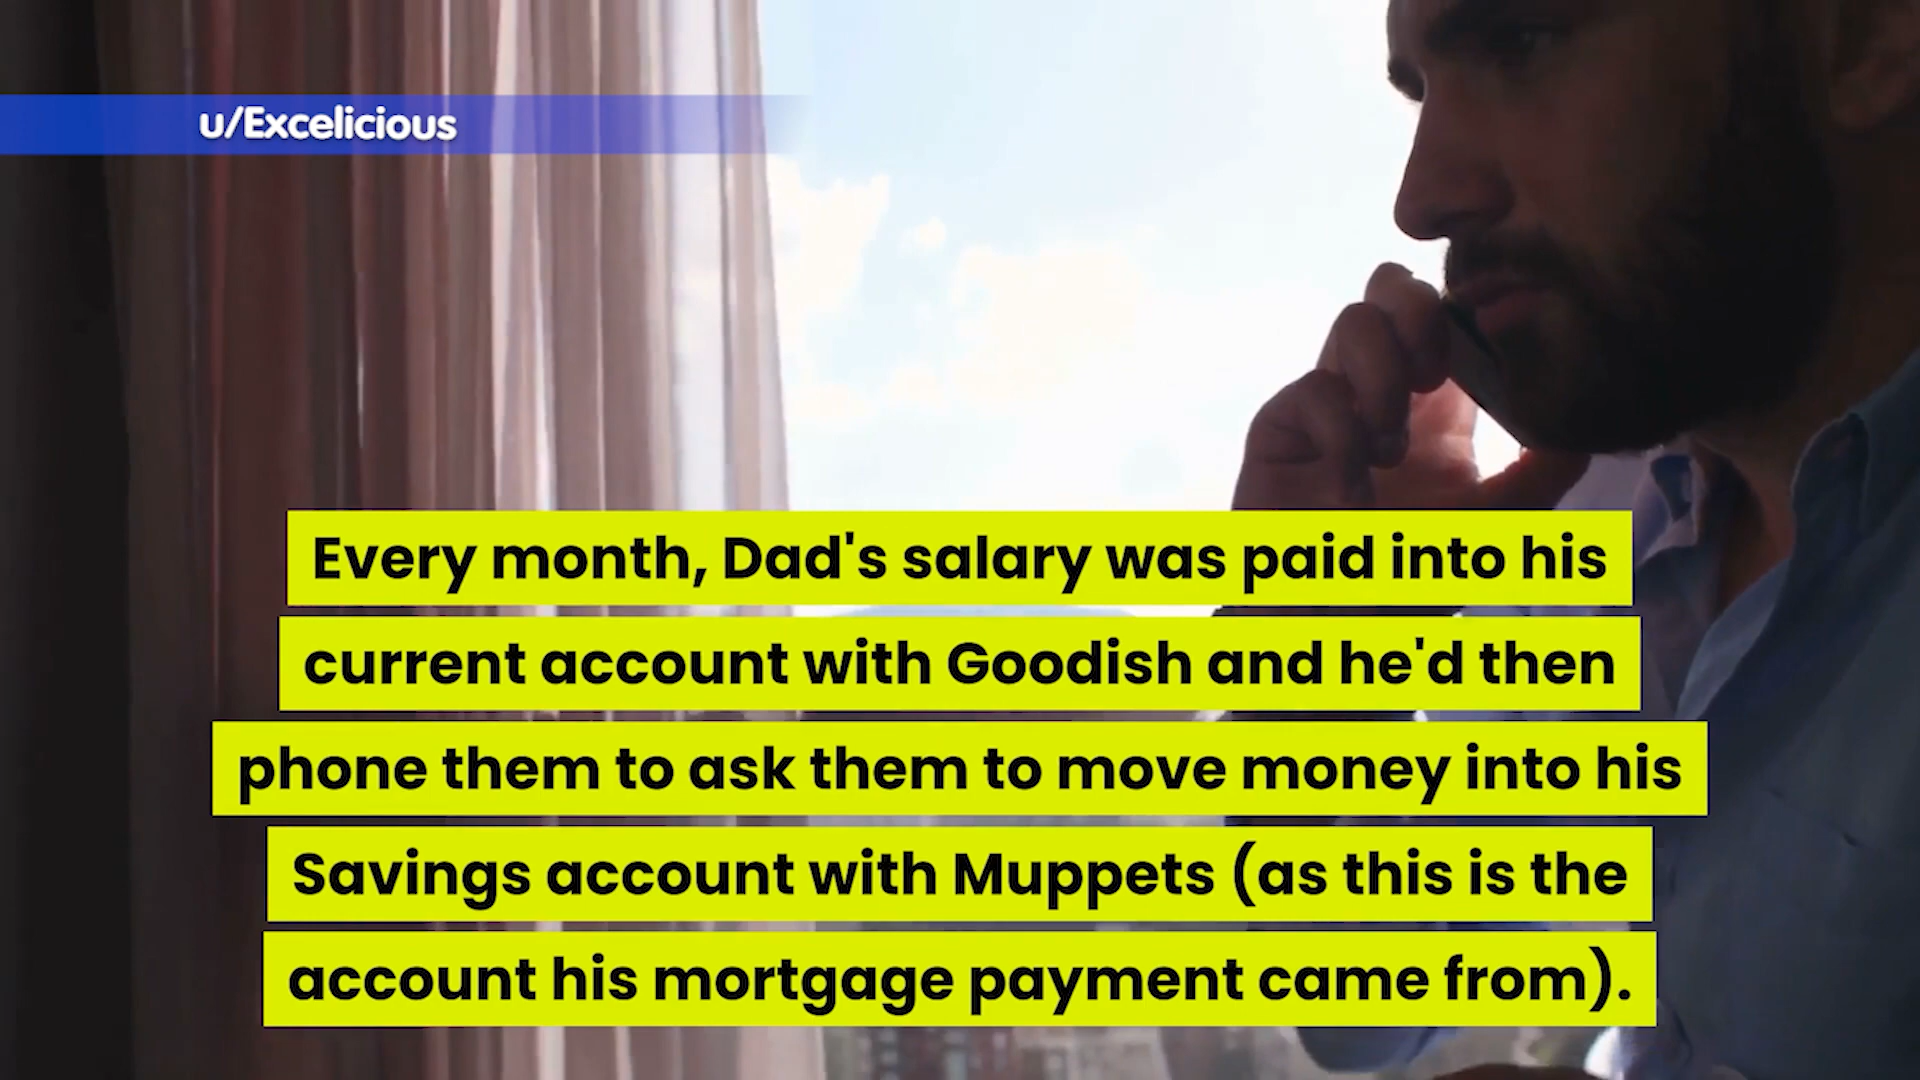 u/Excelicious
Every month, Dad's salary was paid into his
current account with Goodish and he'd then
phone them to ask them to move money into his
Savings account with Muppets (as this is the
account his mortgage payment came from).